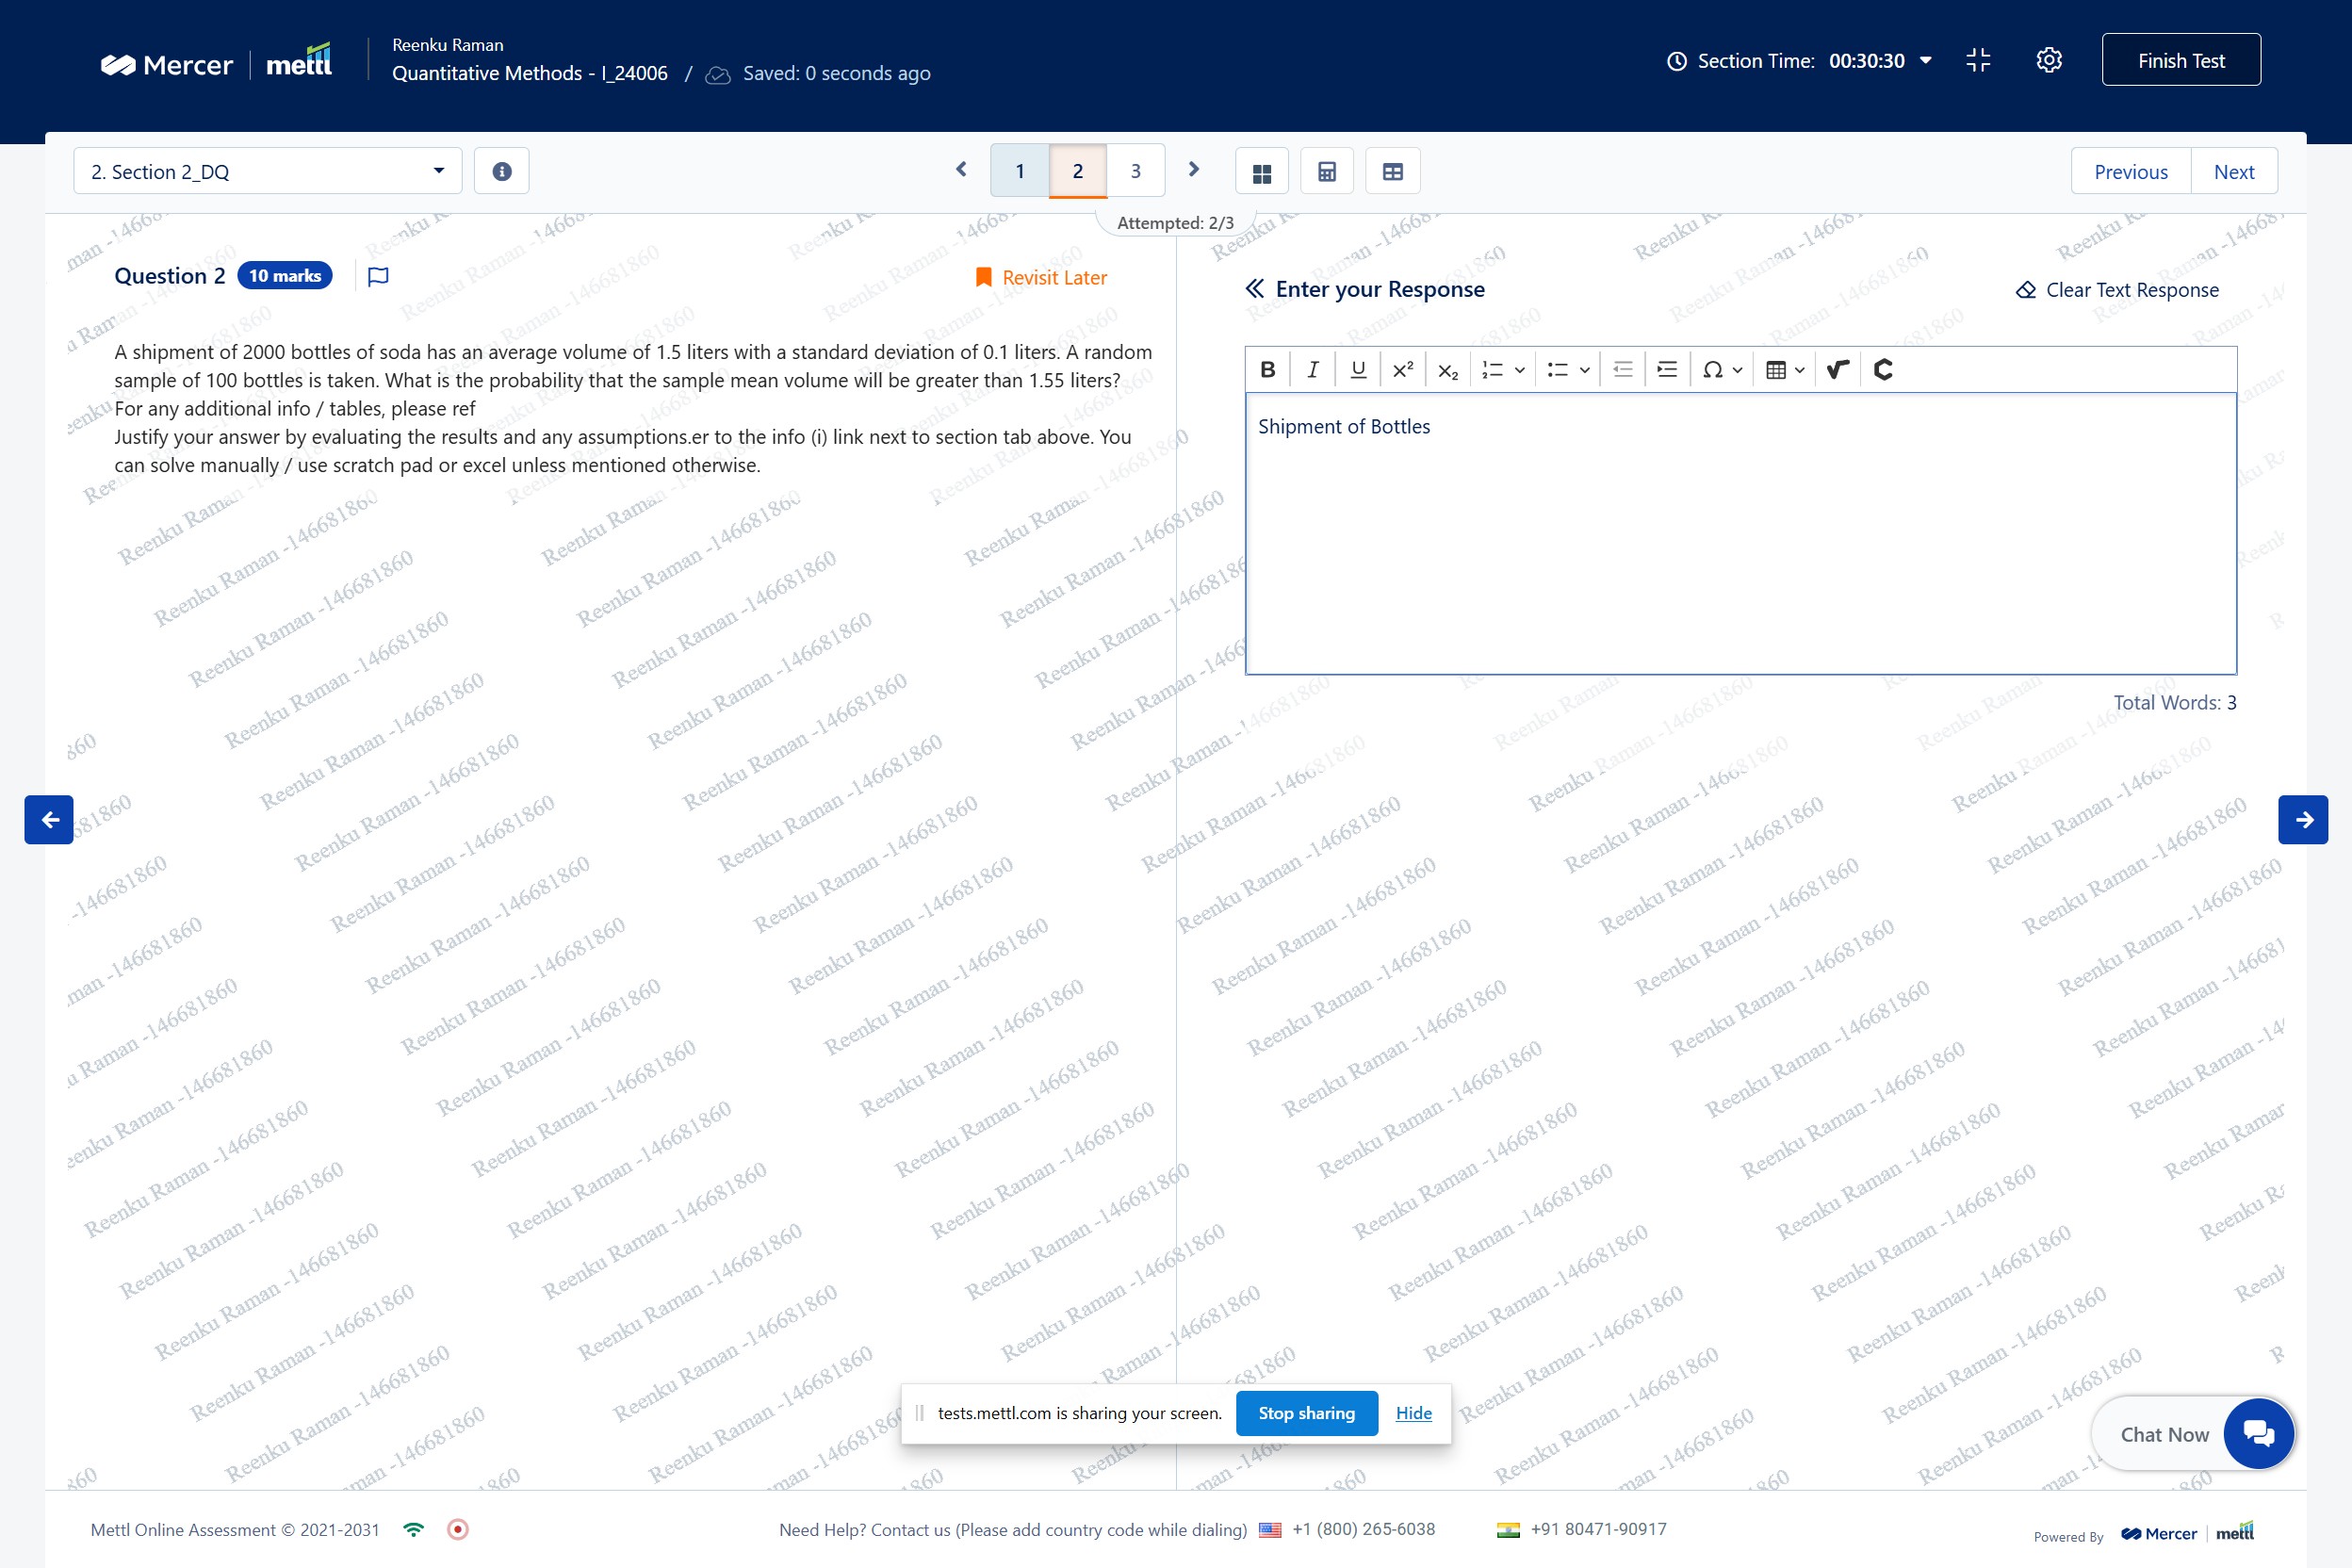 Mercer | mettl
Reenku Raman
Quantitative Methods - I_24006 / Saved: 0 seconds ago
Section Time: 00:30:30
Finish Test
2. Section 2_DQ
1 2 3
Previous Next
Attempted: 2/3
Question 2 10 marks
Revisit Later
A shipment of 2000 bottles of soda has an average volume of 1.5 liters with a standard deviation of 0.1 liters. A random
sample of 100 bottles is taken. What is the probability that the sample mean volume will be greater than 1.55 liters?
For any additional info / tables, please ref
Justify your answer by evaluating the results and any assumptions.er to the info (i) link next to section tab above. You
can solve manually / use scratch pad or excel unless mentioned otherwise.
Enter your Response
Clear Text Response
Shipment of Bottles
Total Words: 3
Reenku Raman -146681860
tests.mettl.com is sharing your screen. Stop sharing Hide
Chat Now
Mettl Online Assessment © 2021-2031
Need Help? Contact us (Please add country code while dialing) +1 (800) 265-6038 +91 80471-90917
Powered By Mercer | mettl